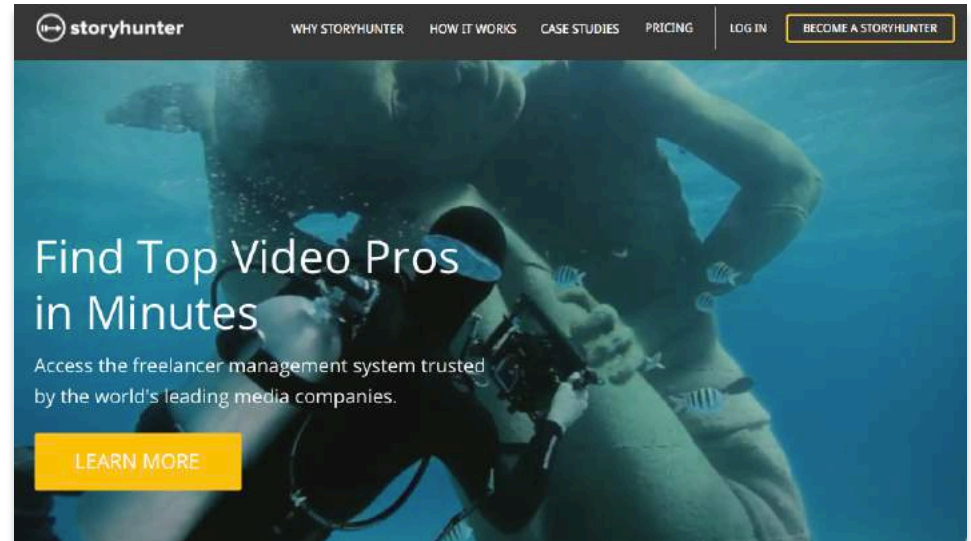 storyhunter WHY STORYHUNTER HOW IT WORKS CASE STUDIES PRICING LOG IN BECOME A STORYHUNTER
Find Top Video Pros
in Minutes
Access the freelancer management system trusted
by the world's leading media companies.
LEARN MORE